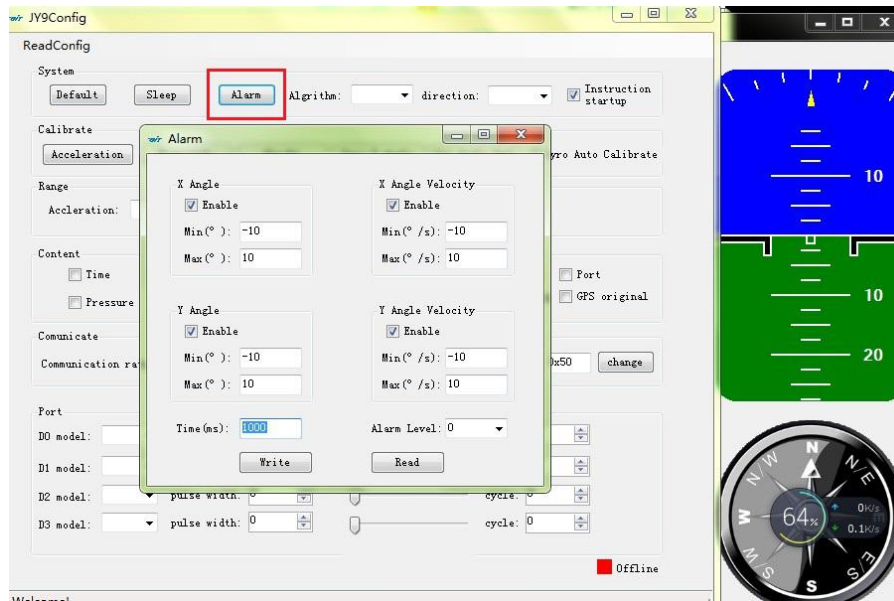 JY9Config
ReadConfig
System
Default Sleep Alarm Algrithm: direction: Instruction startup
Calibrate
Acceleration yro Auto Calibrate
Range
Accleration:
Content
Time Port
Pressure GPS original
Comunicate
Communication ra 0x50 change
Port
D0 model:
D1 model:
D2 model: pulse width: 0 cycle: 0
D3 model: pulse width: 0 cycle: 0
Offline
Welcome!
Alarm
X Angle
Enable
Min(° ): -10
Max(° ): 10
X Angle Velocity
Enable
Min(° /s): -10
Max(° /s): 10
Y Angle
Enable
Min(° ): -10
Max(° ): 10
Y Angle Velocity
Enable
Min(° /s): -10
Max(° /s): 10
Time(ms): 1000 Alarm Level: 0
Write Read
10
10
20
N
N/E
E/S
S
W/S
W
N/W
64%
0K/s
0.1K/s